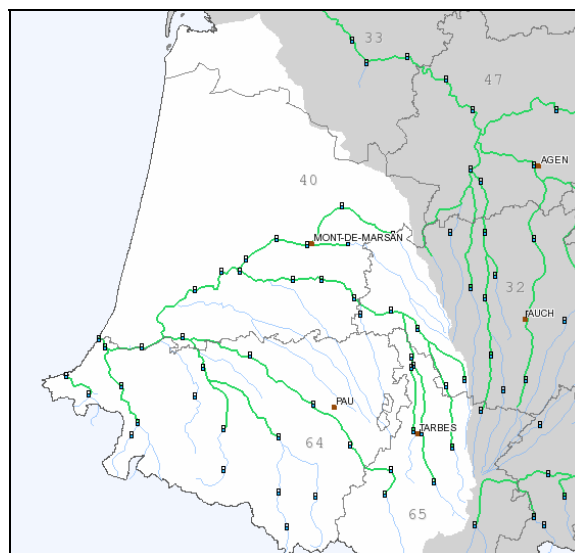 33
47
AGEN
40
MONT-DE-MARSAN
32
AUCH
PAU
TARBES
64
65